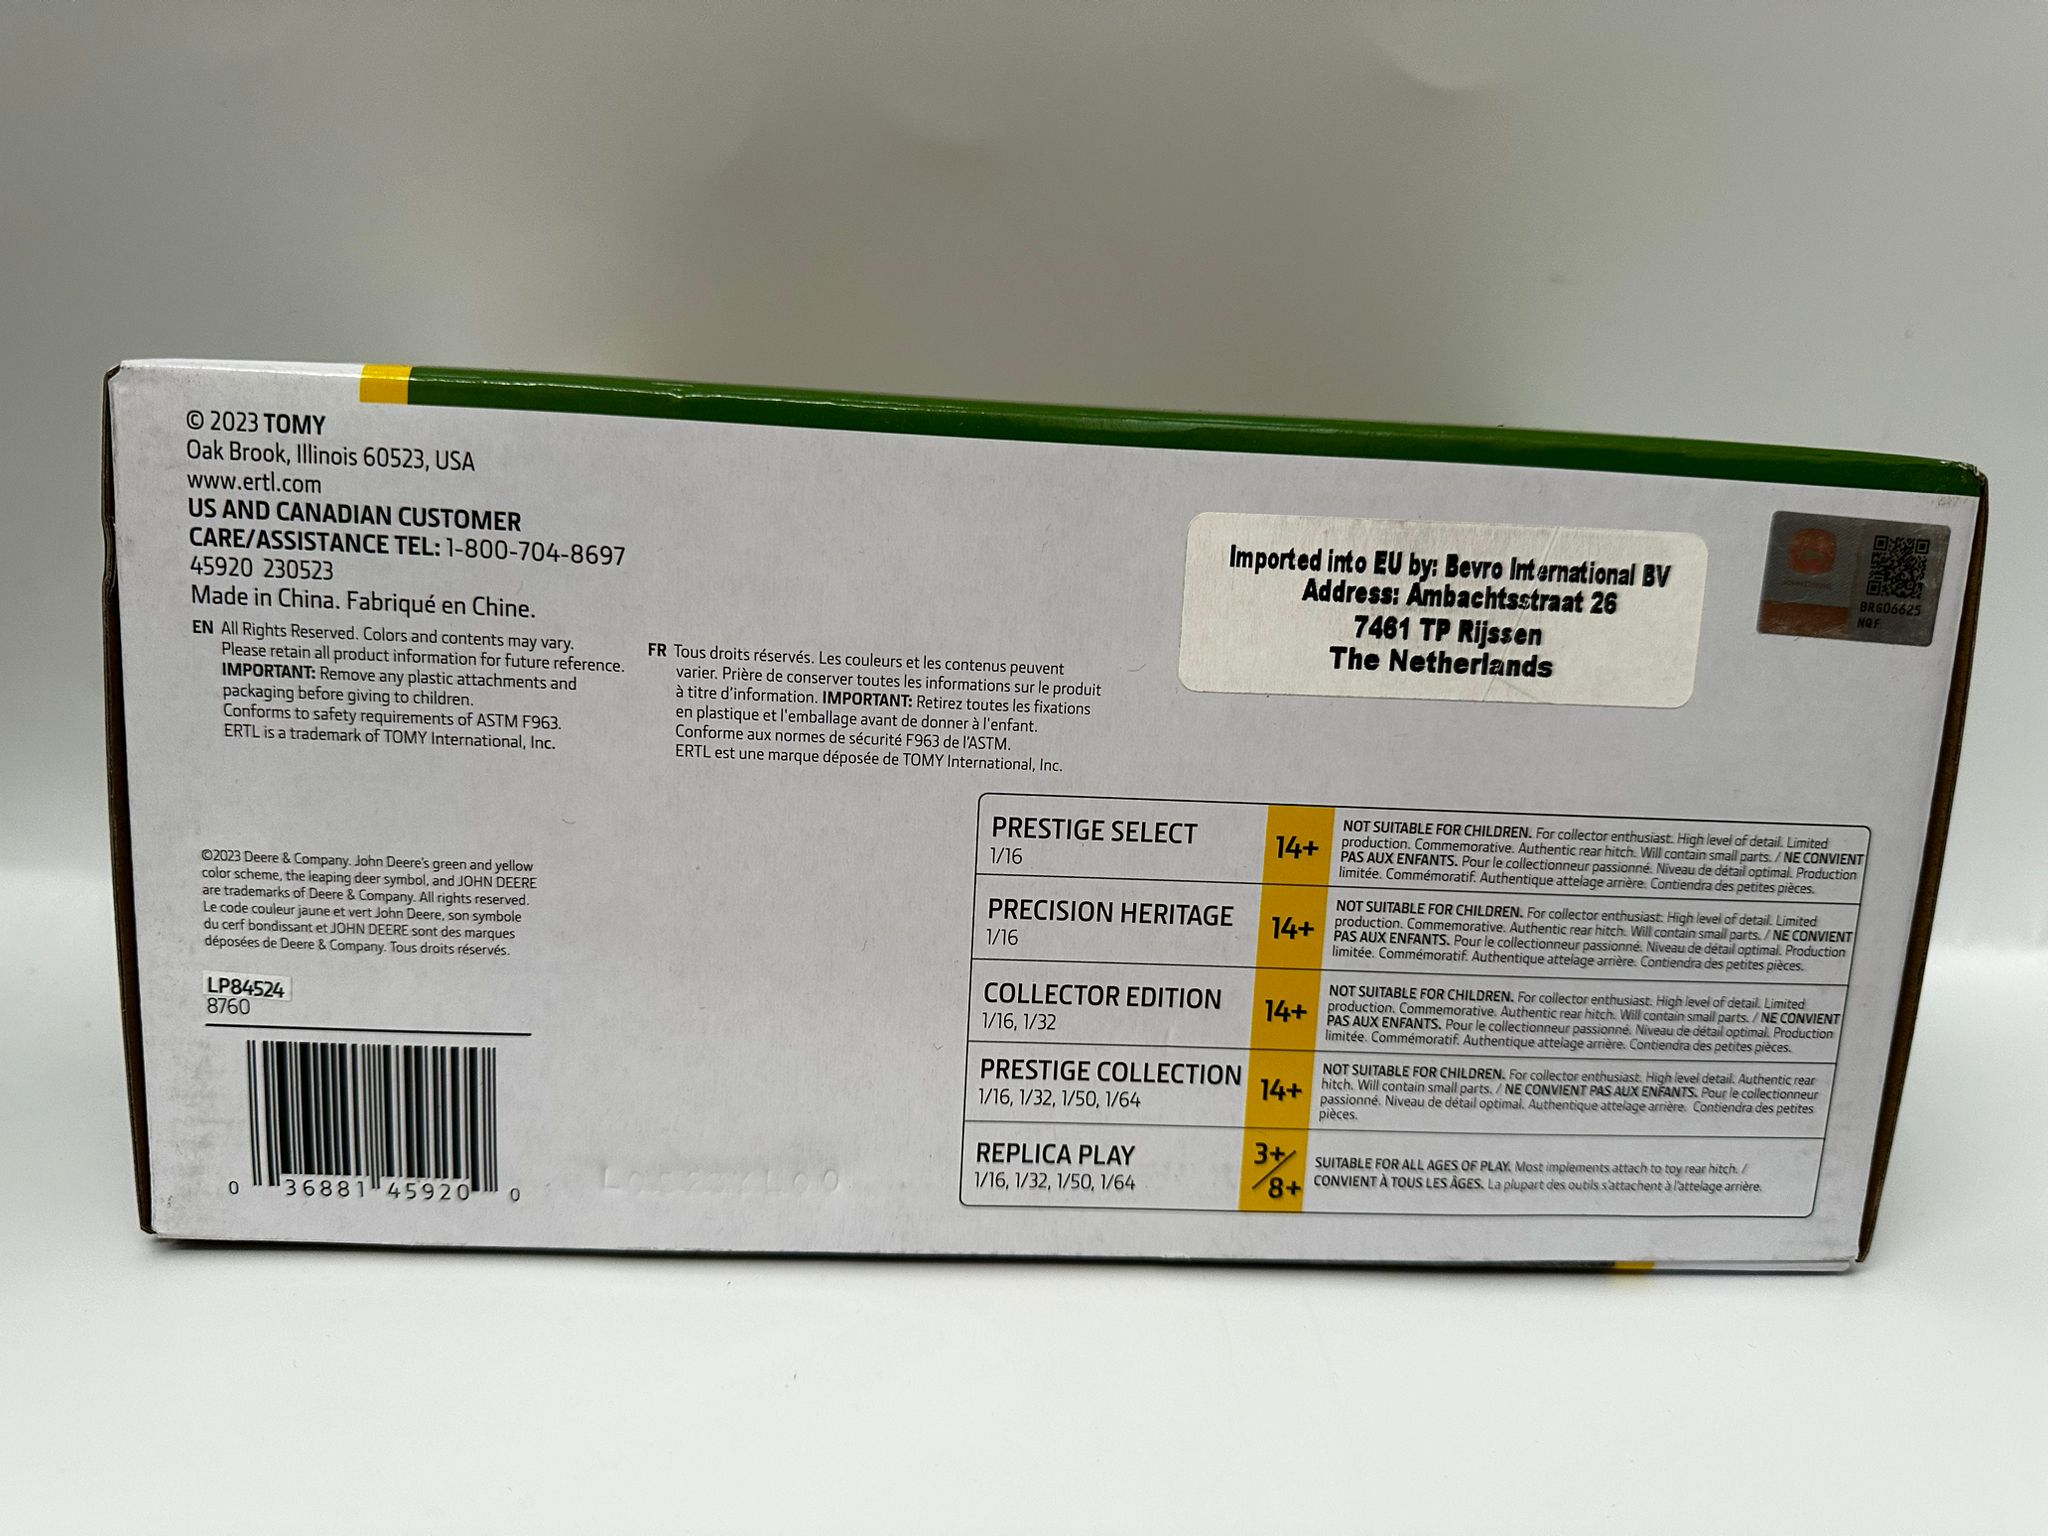 © 2023 TOMY
Oak Brook, Illinois 60523, USA
www.ertl.com
US AND CANADIAN CUSTOMER
CARE/ASSISTANCE TEL: 1-800-704-8697
45920 230523
Made in China. Fabriqué en Chine.
EN All Rights Reserved. Colors and contents may vary.
Please retain all product information for future reference.
IMPORTANT: Remove any plastic attachments and
packaging before giving to children.
Conforms to safety requirements of ASTM F963.
ERTL is a trademark of TOMY International, Inc.
FR Tous droits réservés. Les couleurs et les contenus peuvent
varier. Prière de conserver toutes les informations sur le produit
à titre d'information. IMPORTANT: Retirez toutes les fixations
en plastique et l'emballage avant de donner à l'enfant.
Conforme aux normes de sécurité F963 de l'ASTM.
ERTL est une marque déposée de TOMY International, Inc.
Imported into EU by: Bevro International BV
Address: Ambachtsstraat 26
7461 TP Rijssen
The Netherlands
BRG06625
NQF
©2023 Deere & Company. John Deere's green and yellow
color scheme, the leaping deer symbol, and JOHN DEERE
are trademarks of Deere & Company. All rights reserved.
Le code couleur jaune et vert John Deere, son symbole
du cerf bondissant et JOHN DEERE sont des marques
déposées de Deere & Company. Tous droits réservés.
LP84524
8760
0 36881 45920 0
PRESTIGE SELECT
1/16
14+
NOT SUITABLE FOR CHILDREN. For collector enthusiast. High level of detail. Limited
production. Commemorative. Authentic rear hitch. Will contain small parts. / NE CONVIENT
PAS AUX ENFANTS. Pour le collectionneur passionné. Niveau de détail optimal. Production
limitée. Commémoratif. Authentique attelage arrière. Contiendra des petites pièces.
PRECISION HERITAGE
1/16
14+
NOT SUITABLE FOR CHILDREN. For collector enthusiast. High level of detail. Limited
production. Commemorative. Authentic rear hitch. Will contain small parts. / NE CONVIENT
PAS AUX ENFANTS. Pour le collectionneur passionné. Niveau de détail optimal. Production
limitée. Commémoratif. Authentique attelage arrière. Contiendra des petites pièces.
COLLECTOR EDITION
1/16, 1/32
14+
NOT SUITABLE FOR CHILDREN. For collector enthusiast. High level of detail. Limited
production. Commemorative. Authentic rear hitch. Will contain small parts. / NE CONVIENT
PAS AUX ENFANTS. Pour le collectionneur passionné. Niveau de détail optimal. Production
limitée. Commémoratif. Authentique attelage arrière. Contiendra des petites pièces.
PRESTIGE COLLECTION
1/16, 1/32, 1/50, 1/64
14+
NOT SUITABLE FOR CHILDREN. For collector enthusiast. High level detail. Authentic rear
hitch. Will contain small parts. / NE CONVIENT PAS AUX ENFANTS. Pour le collectionneur
passionné. Niveau de détail optimal. Authentique attelage arrière. Contiendra des petites
pièces.
REPLICA PLAY
1/16, 1/32, 1/50, 1/64
3+/8+
SUITABLE FOR ALL AGES OF PLAY. Most implements attach to toy rear hitch. /
CONVIENT À TOUS LES ÂGES. La plupart des outils s'attachent à l'attelage arrière.